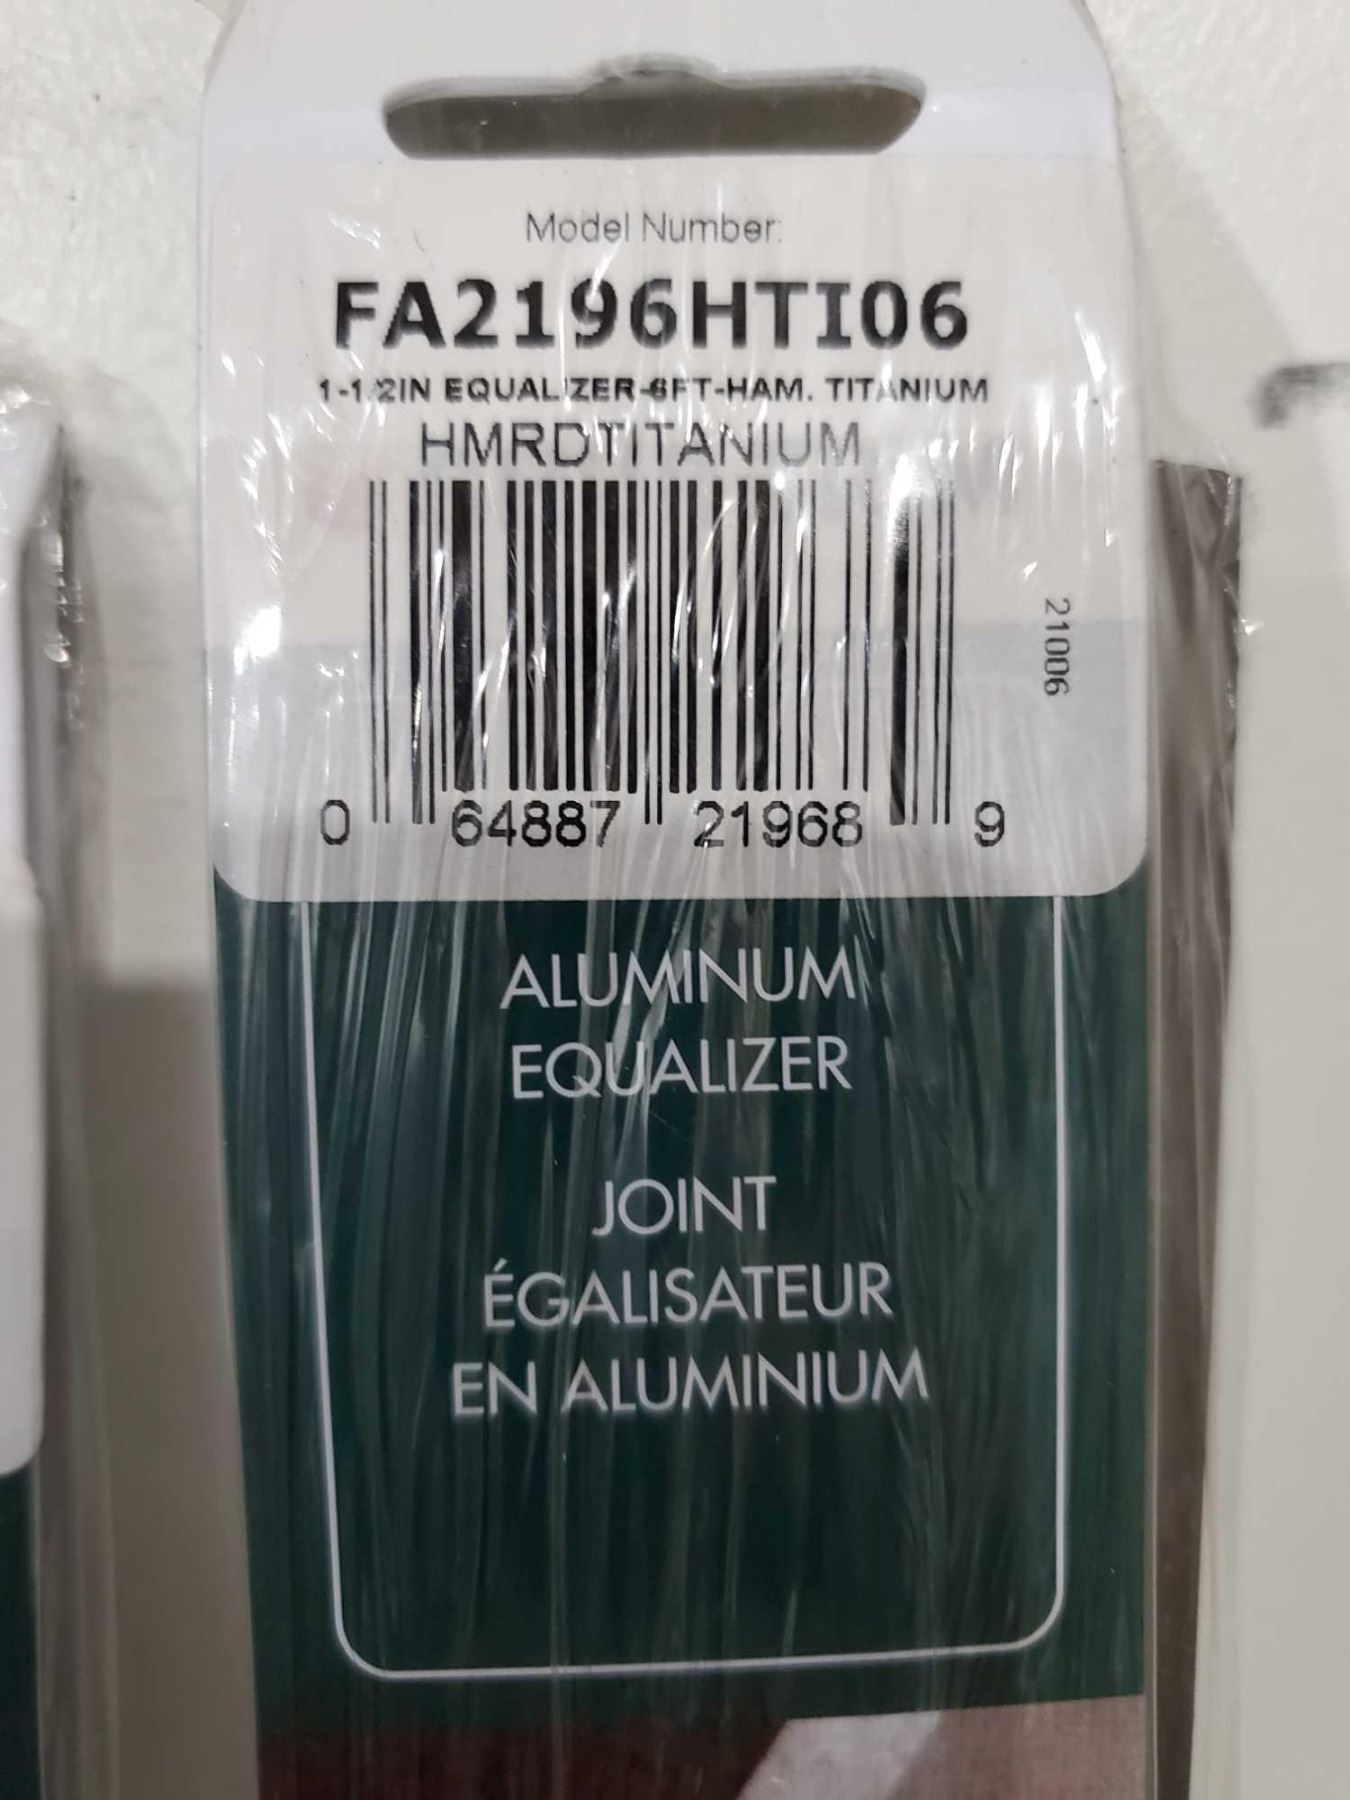 Model Number:
FA2196HTI06
1-1/2IN EQUALIZER-6FT-HAM. TITANIUM
HMRDTITANIUM
21006
0 64887 21968 9
ALUMINUM
EQUALIZER
JOINT
ÉGALISATEUR
EN ALUMINIUM